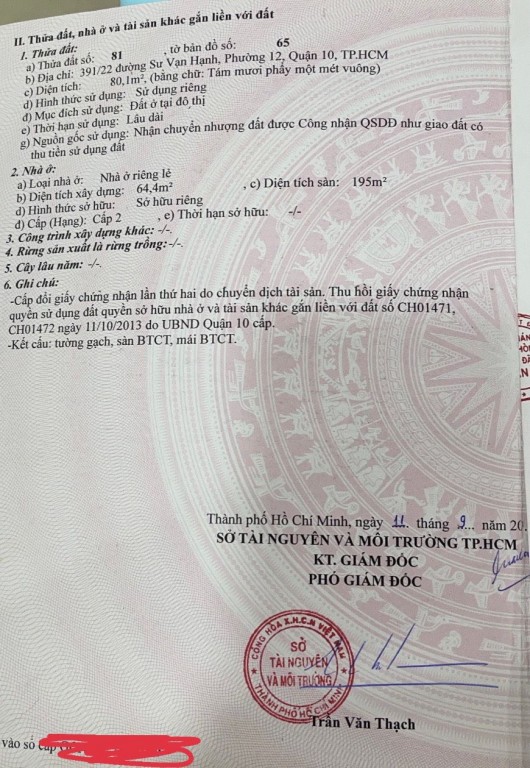 II. Thửa đất, nhà ở và tài sản khác gắn liền với đất
1. Thửa đất:
a) Thửa đất số: 81 , tờ bản đồ số: 65
b) Địa chỉ: 391/22 đường Sư Vạn Hạnh, Phường 12, Quận 10, TP.HCM
c) Diện tích: 80,1m², (bằng chữ: Tám mươi phẩy một mét vuông)
d) Hình thức sử dụng: Sử dụng riêng
đ) Mục đích sử dụng: Đất ở tại đô thị
e) Thời hạn sử dụng: Lâu dài
g) Nguồn gốc sử dụng: Nhận chuyển nhượng đất được Công nhận QSDĐ như giao đất có
thu tiền sử dụng đất
2. Nhà ở:
a) Loại nhà ở: Nhà ở riêng lẻ
b) Diện tích xây dựng: 64,4m² , c) Diện tích sàn: 195m²
d) Hình thức sở hữu: Sở hữu riêng
đ) Cấp (Hạng): Cấp 2 , e) Thời hạn sở hữu: -/-
3. Công trình xây dựng khác: -/-.
4. Rừng sản xuất là rừng trồng:-/-.
5. Cây lâu năm: -/-.
6. Ghi chú:
-Cấp đổi giấy chứng nhận lần thứ hai do chuyển dịch tài sản. Thu hồi giấy chứng nhận
quyền sử dụng đất quyền sở hữu nhà ở và tài sản khác gắn liền với đất số CH01471,
CH01472 ngày 11/10/2013 do UBND Quận 10 cấp.
-Kết cấu: tường gạch, sàn BTCT, mái BTCT.
Thành phố Hồ Chí Minh, ngày 11. tháng .9... năm 20
SỞ TÀI NGUYÊN VÀ MÔI TRƯỜNG TP.HCM
KT. GIÁM ĐỐC
PHÓ GIÁM ĐỐC
CỘNG HÒA X.H.C.N VIỆT NAM
SỞ
TÀI NGUYÊN
VÀ MÔI TRƯỜNG
THÀNH PHỐ HỒ CHÍ MINH
Trần Văn Thạch
vào sổ cấp